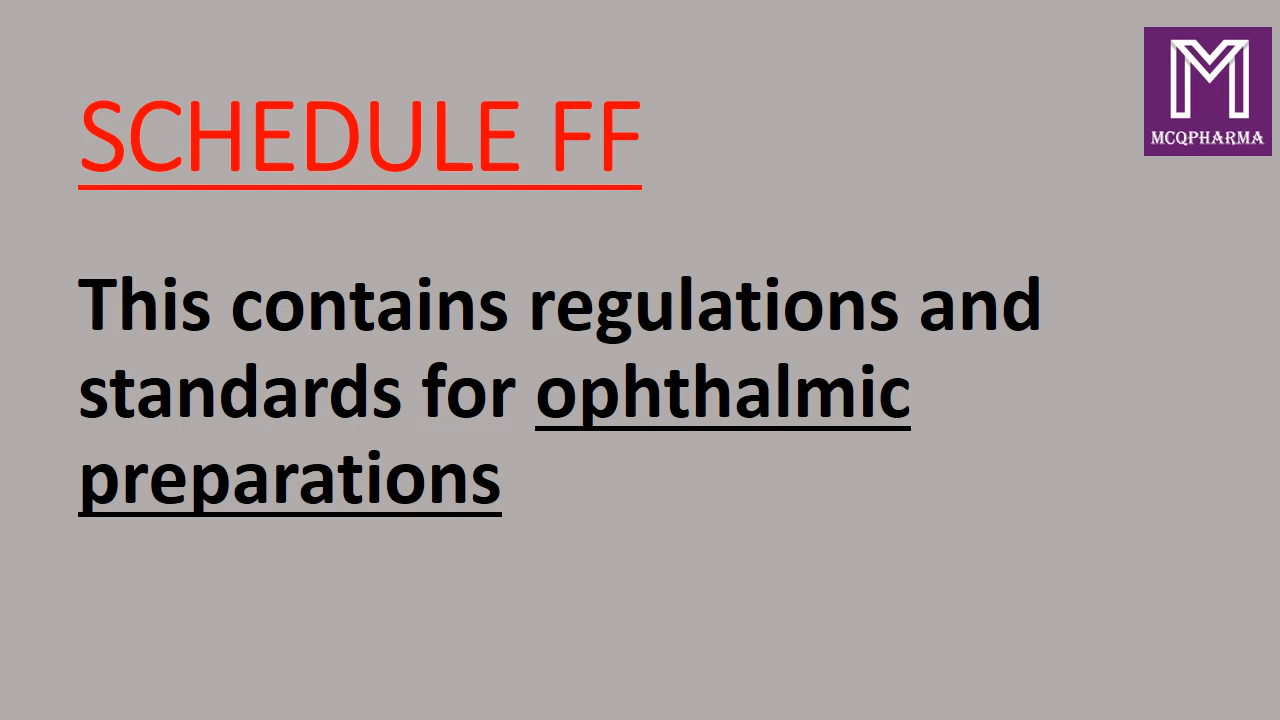 SCHEDULE FF
M
MCQPHARMA
This contains regulations and
standards for ophthalmic
preparations